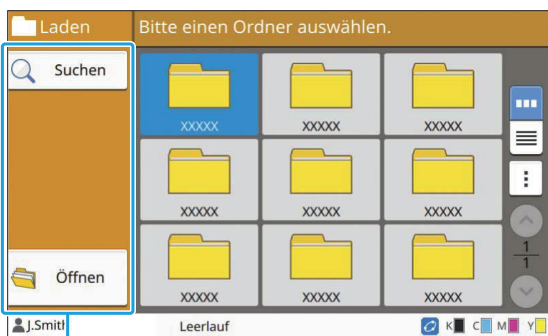 Laden
Bitte einen Ordner auswählen.
Suchen
XXXXX XXXXX XXXXX
XXXXX XXXXX XXXXX
1
1
Öffnen
XXXXX XXXXX XXXXX
J.Smith Leerlauf K C M Y